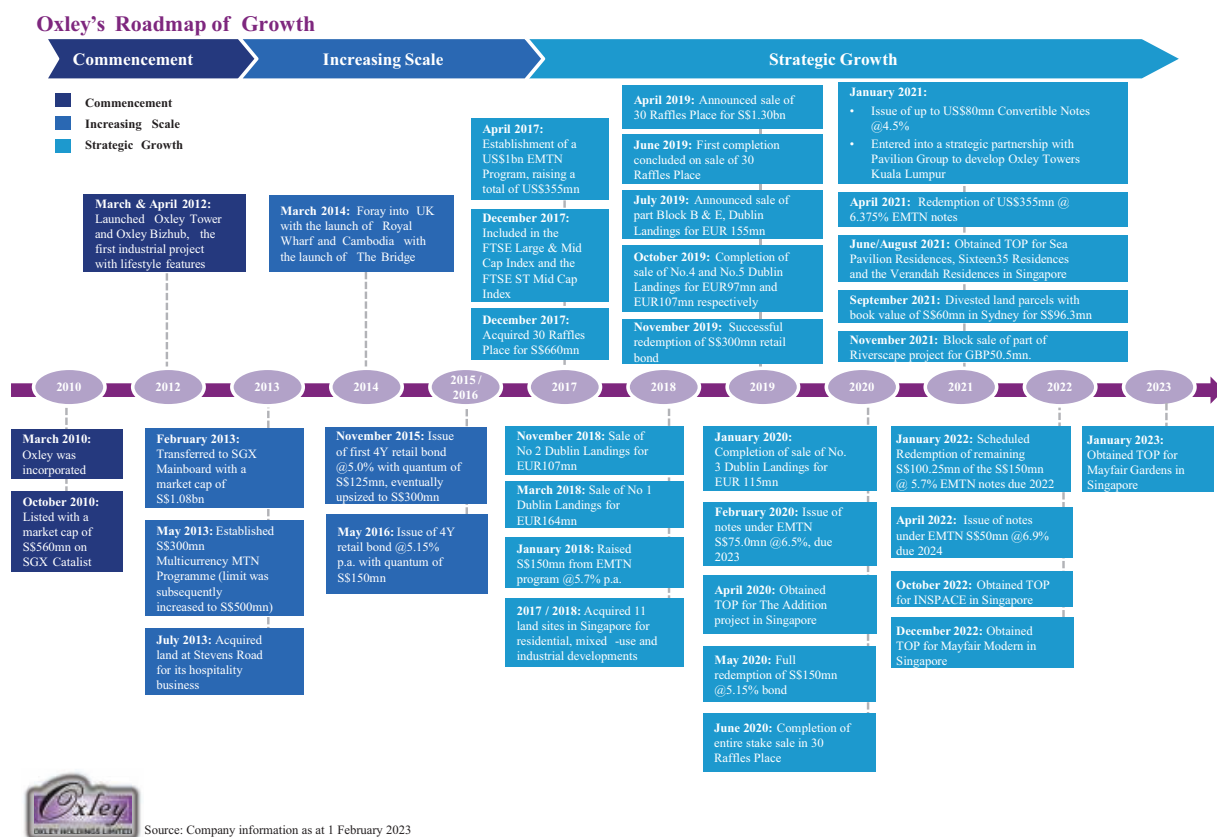 Oxley's Roadmap of Growth
Commencement
Increasing Scale
Strategic Growth
Commencement
Increasing Scale
Strategic Growth
March & April 2012:
Launched Oxley Tower
and Oxley Bizhub, the
first industrial project
with lifestyle features
March 2014: Foray into UK
with the launch of Royal
Wharf and Cambodia with
the launch of The Bridge
April 2017:
Establishment of a
US$1bn EMTN
Program, raising a
total of US$355mn
December 2017:
Included in the
FTSE Large & Mid
Cap Index and the
FTSE ST Mid Cap
Index
December 2017:
Acquired 30 Raffles
Place for S$660mn
April 2019: Announced sale of
30 Raffles Place for S$1.30bn
June 2019: First completion
concluded on sale of 30
Raffles Place
July 2019: Announced sale of
part Block B & E, Dublin
Landings for EUR 155mn
October 2019: Completion of
sale of No.4 and No.5 Dublin
Landings for EUR97mn and
EUR107mn respectively
November 2019: Successful
redemption of S$300mn retail
bond
January 2021:
• Issue of up to US$80mn Convertible Notes
@4.5%
• Entered into a strategic partnership with
Pavilion Group to develop Oxley Towers
Kuala Lumpur
April 2021: Redemption of US$355mn @
6.375% EMTN notes
June/August 2021: Obtained TOP for Sea
Pavilion Residences, Sixteen35 Residences
and the Verandah Residences in Singapore
September 2021: Divested land parcels with
book value of S$60mn in Sydney for S$96.3mn
November 2021: Block sale of part of
Riverscape project for GBP50.5mn.
2010
2012
2013
2014
2015 /
2016
2017
2018
2019
2020
2021
2022
2023
March 2010:
Oxley was
incorporated
October 2010:
Listed with a
market cap of
S$560mn on
SGX Catalist
February 2013:
Transferred to SGX
Mainboard with a
market cap of
S$1.08bn
May 2013: Established
S$300mn
Multicurrency MTN
Programme (limit was
subsequently
increased to S$500mn)
July 2013: Acquired
land at Stevens Road
for its hospitality
business
November 2015: Issue
of first 4Y retail bond
@5.0% with quantum of
S$125mn, eventually
upsized to S$300mn
May 2016: Issue of 4Y
retail bond @5.15%
p.a. with quantum of
S$150mn
November 2018: Sale of
No 2 Dublin Landings for
EUR107mn
March 2018: Sale of No 1
Dublin Landings for
EUR164mn
January 2018: Raised
S$150mn from EMTN
program @5.7% p.a.
2017 / 2018: Acquired 11
land sites in Singapore for
residential, mixed -use and
industrial developments
January 2020:
Completion of sale of No.
3 Dublin Landings for
EUR 115mn
February 2020: Issue of
notes under EMTN
S$75.0mn @6.5%, due
2023
April 2020: Obtained
TOP for The Addition
project in Singapore
May 2020: Full
redemption of S$150mn
@5.15% bond
June 2020: Completion of
entire stake sale in 30
Raffles Place
January 2022: Scheduled
Redemption of remaining
S$100.25mn of the S$150mn
@ 5.7% EMTN notes due 2022
April 2022: Issue of notes
under EMTN S$50mn @6.9%
due 2024
October 2022: Obtained TOP
for INSPACE in Singapore
December 2022: Obtained
TOP for Mayfair Modern in
Singapore
January 2023:
Obtained TOP for
Mayfair Gardens in
Singapore
Oxley
OXLEY HOLDINGS LIMITED
Source: Company information as at 1 February 2023